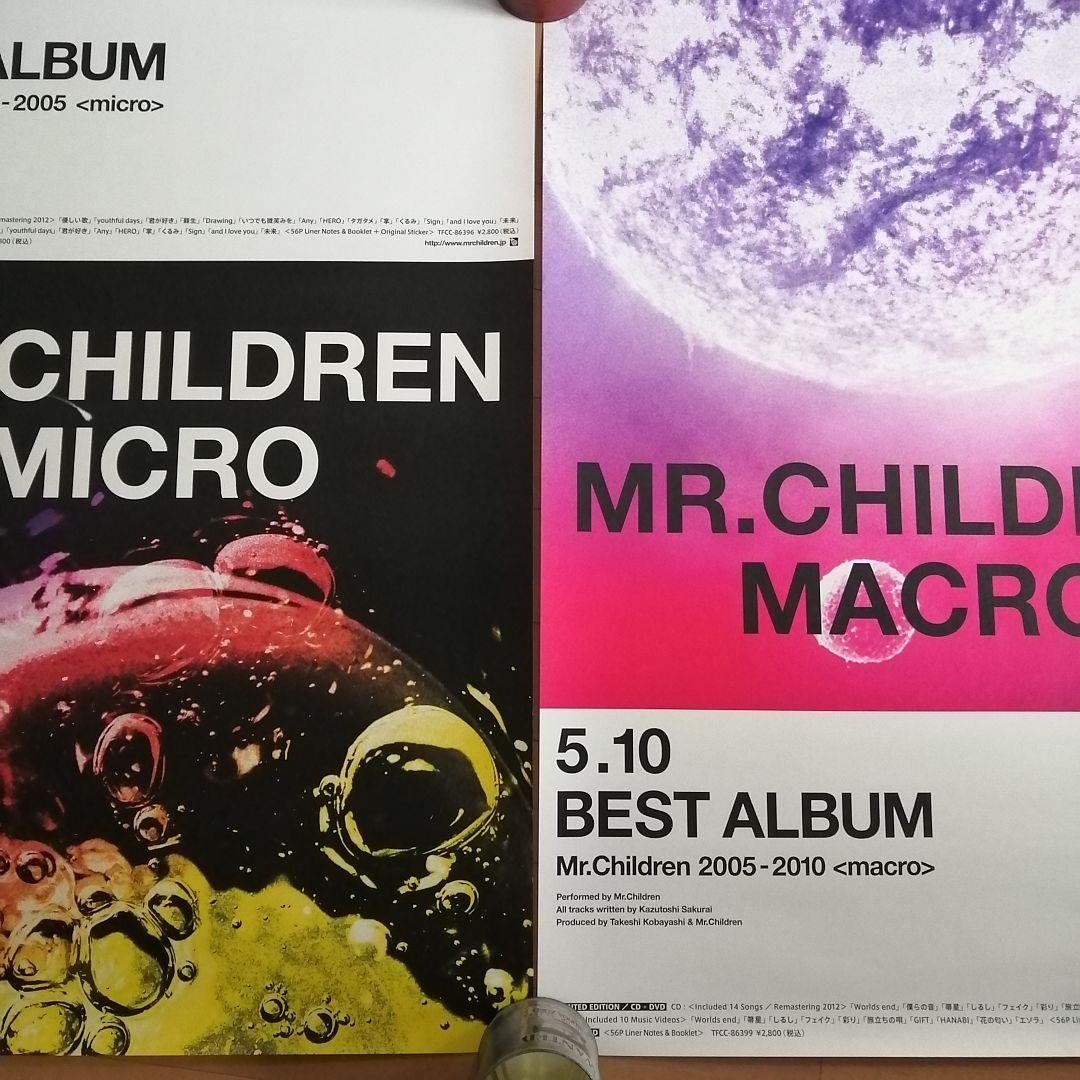 ALBUM
-2005 <micro>
mastering 2012>「優しい歌」「youthful days」「君が好き」「蘇生」「Drawing」「いつでも微笑みを」「Any」「HERO」「タガタメ」「掌」「くるみ」「Sign」「and I love you」「未来」
「youthful days」「君が好き」「Any」「HERO」「掌」「くるみ」「Sign」「and I love you」「未来」 <56P Liner Notes & Booklet + Original Sticker> TFCC-86396 ¥2,800(税込)
800(税込)
http://www.mrchildren.jp
CHILDREN
MICRO
MR.CHILDR
MACRO
5.10
BEST ALBUM
Mr.Children 2005-2010 <macro>
Performed by Mr.Children
All tracks written by Kazutoshi Sakurai
Produced by Takeshi Kobayashi & Mr.Children
EDITION / CD+DVD CD : <Included 14 Songs / Remastering 2012>「Worlds end」「僕らの音」「箒星」「しるし」「フェイク」「彩り」「旅立
Included 10 Music Videos>「Worlds end」「箒星」「しるし」「フェイク」「彩り」「旅立ちの唄」「GIFT」「HANABI」「花の匂い」「エソラ」 <56P Li
<56P Liner Notes & Booklet> TFCC-86399 ¥2,800(税込)